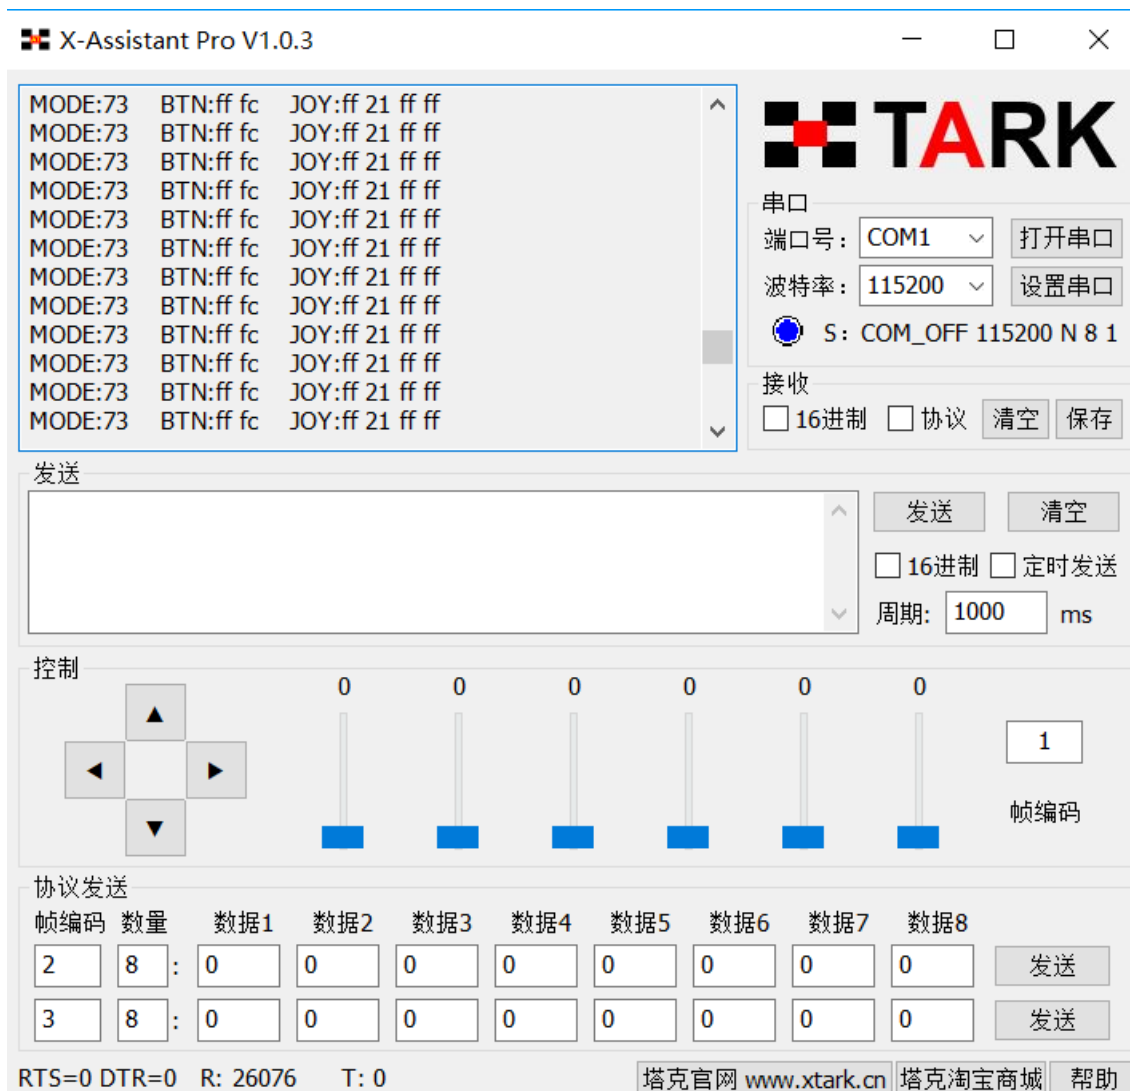 X-Assistant Pro V1.0.3
MODE:73 BTN:ff fc JOY:ff 21 ff ff
MODE:73 BTN:ff fc JOY:ff 21 ff ff
MODE:73 BTN:ff fc JOY:ff 21 ff ff
MODE:73 BTN:ff fc JOY:ff 21 ff ff
MODE:73 BTN:ff fc JOY:ff 21 ff ff
MODE:73 BTN:ff fc JOY:ff 21 ff ff
MODE:73 BTN:ff fc JOY:ff 21 ff ff
MODE:73 BTN:ff fc JOY:ff 21 ff ff
MODE:73 BTN:ff fc JOY:ff 21 ff ff
MODE:73 BTN:ff fc JOY:ff 21 ff ff
MODE:73 BTN:ff fc JOY:ff 21 ff ff
MODE:73 BTN:ff fc JOY:ff 21 ff ff
TARK
串口
端口号: COM1 打开串口
波特率: 115200 设置串口
S: COM_OFF 115200 N 8 1
接收
16进制 协议 清空 保存
发送
发送 清空
16进制 定时发送
周期: 1000 ms
控制
0 0 0 0 0 0
1
帧编码
协议发送
帧编码 数量 数据1 数据2 数据3 数据4 数据5 数据6 数据7 数据8
2 8 : 0 0 0 0 0 0 0 0 发送
3 8 : 0 0 0 0 0 0 0 0 发送
RTS=0 DTR=0 R: 26076 T: 0 塔克官网 www.xtark.cn 塔克淘宝商城 帮助